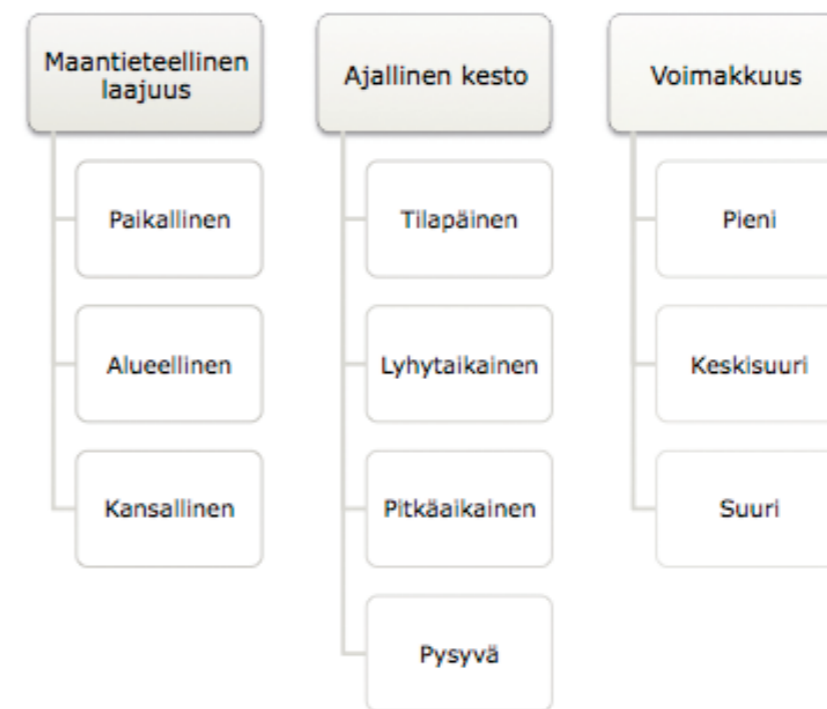 Maantieteellinen
laajuus
Paikallinen
Alueellinen
Kansallinen
Ajallinen kesto
Tilapäinen
Lyhytaikainen
Pitkäaikainen
Pysyvä
Voimakkuus
Pieni
Keskisuuri
Suuri